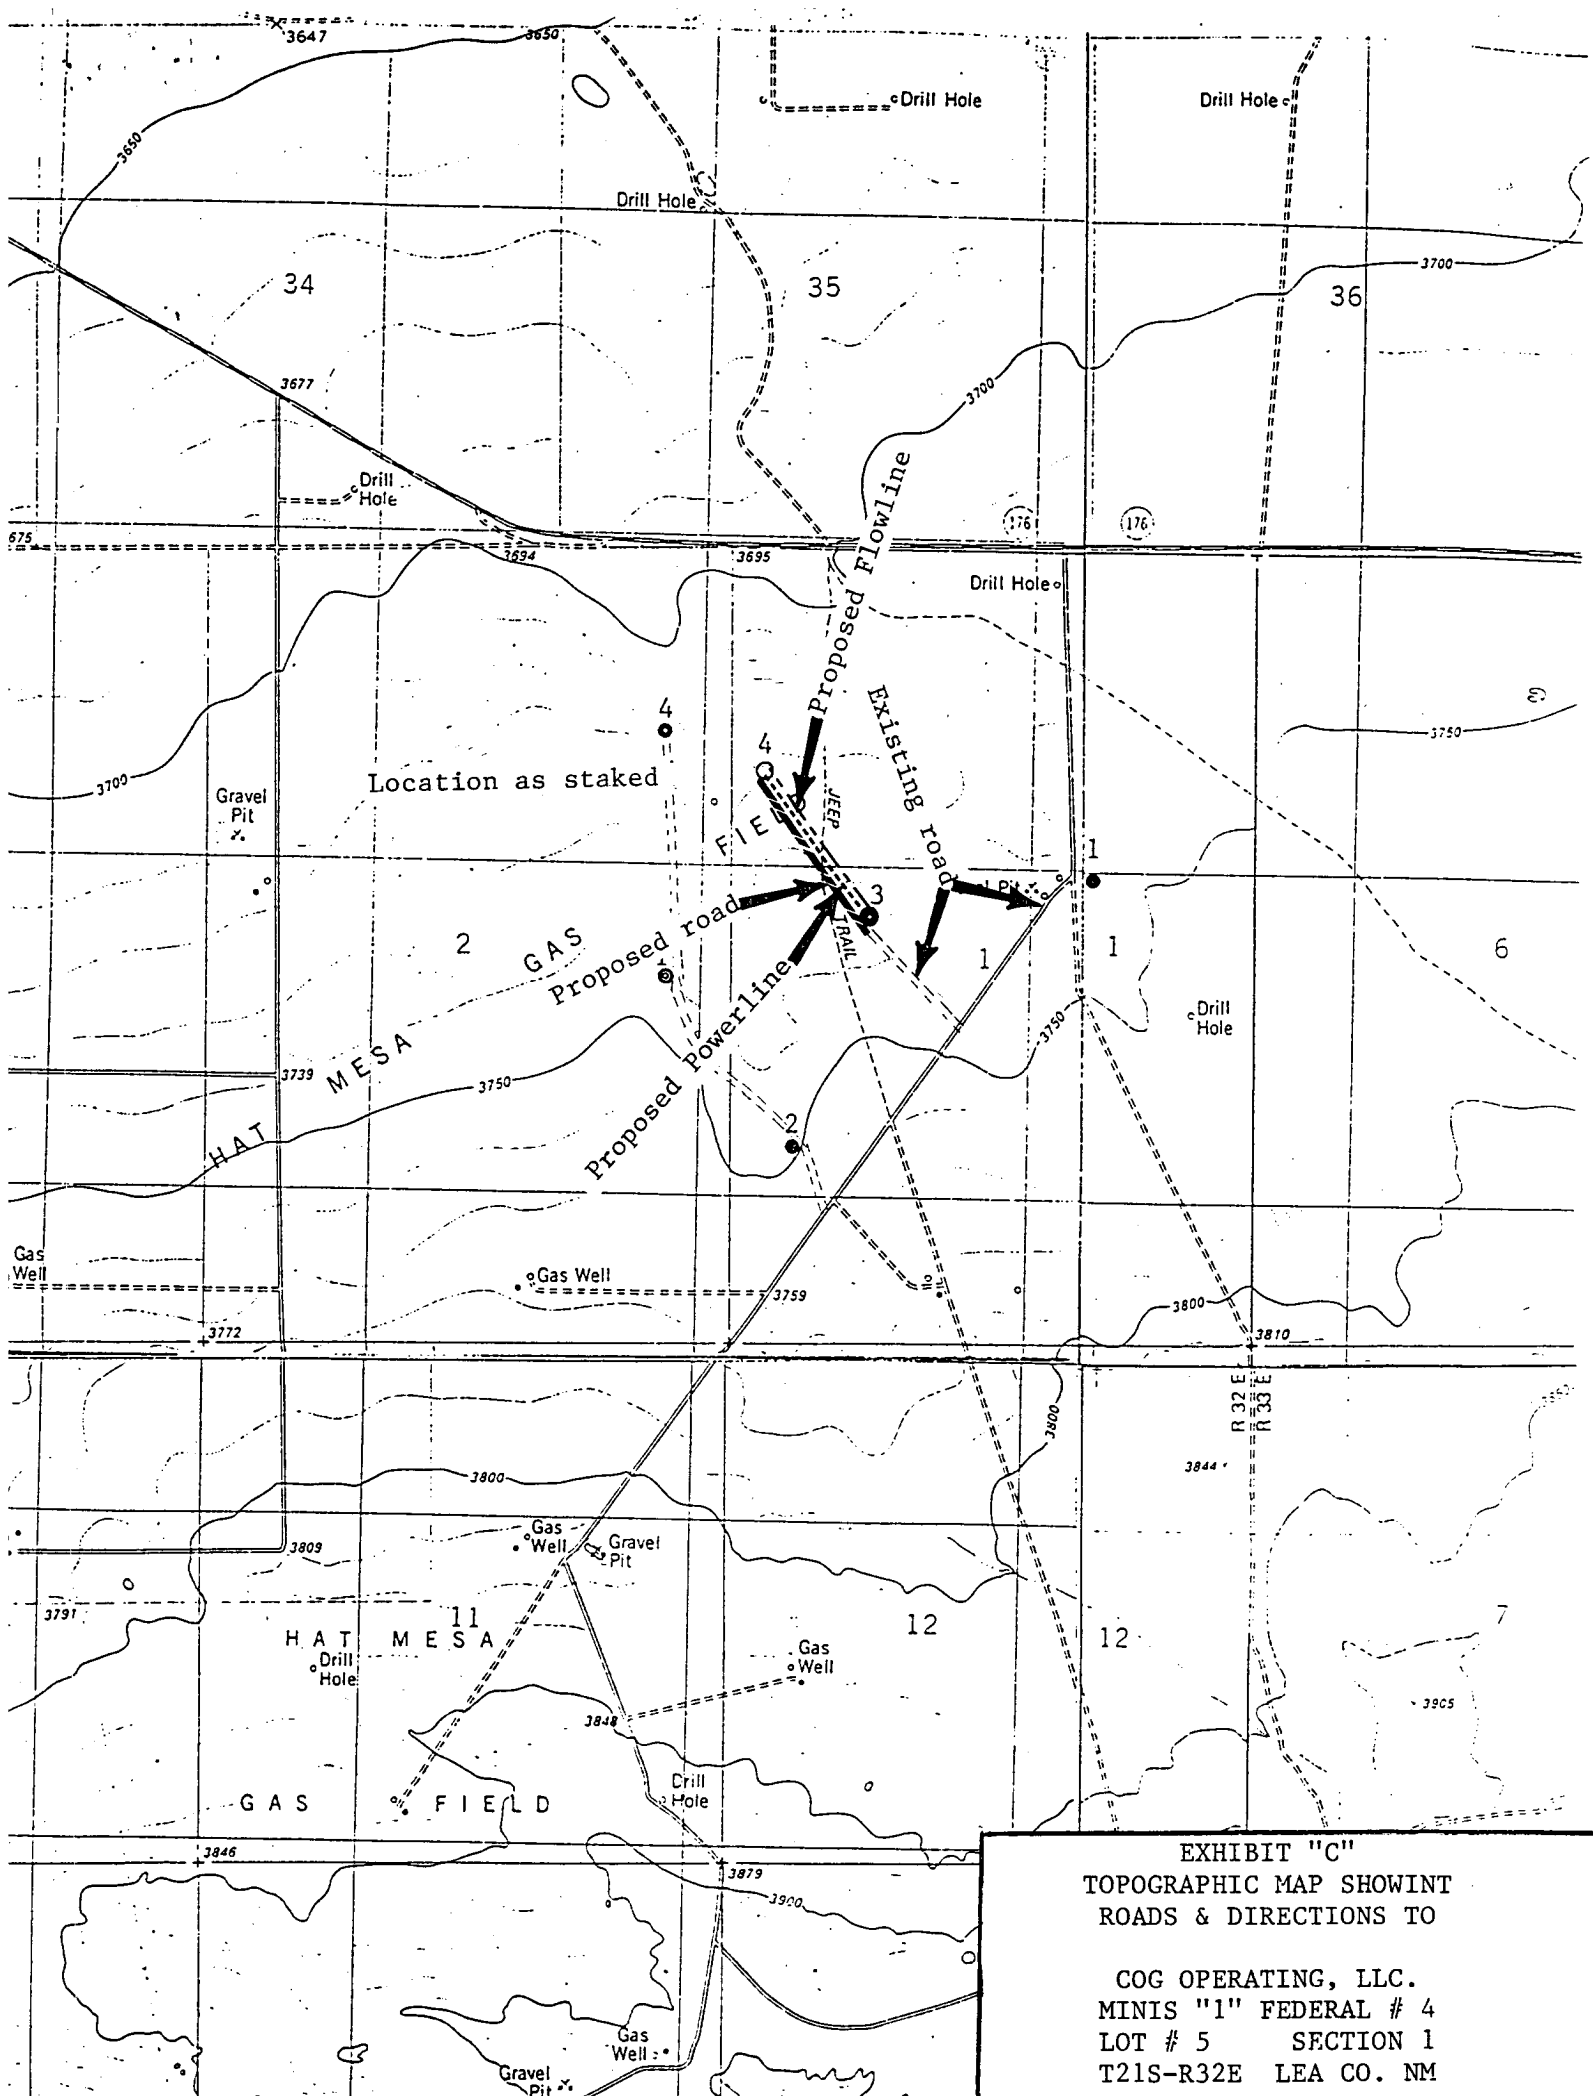 3647
3650
3650
Drill Hole
Drill Hole
Drill Hole
34
35
36
3700
3677
3700
Drill
Hole
675
3694
3695
176
176
Drill Hole
Proposed Flowline
Existing road
4
4
Location as staked
3750
3700
Gravel
Pit
JEEP
FIEL
1
Pit
3
Proposed road
TRAIL
2
GAS
1
1
6
1
Proposed Powerline
Drill
Hole
3750
3739
MESA
3750
HAT
2
Gas
Well
Gas Well
3759
3800
3772
3810
R 32 E
R 33 E
3800
3850
3844
3800
Gas
Well
Gravel
Pit
3809
3791
11
12
12
7
HAT MESA
Drill
Hole
Gas
Well
3848
3905
GAS FIELD
Drill
Hole
3846
3879
3900
Gas
Well
Gravel
Pit
EXHIBIT "C"
TOPOGRAPHIC MAP SHOWINT
ROADS & DIRECTIONS TO
COG OPERATING, LLC.
MINIS "1" FEDERAL # 4
LOT # 5 SECTION 1
T21S-R32E LEA CO. NM